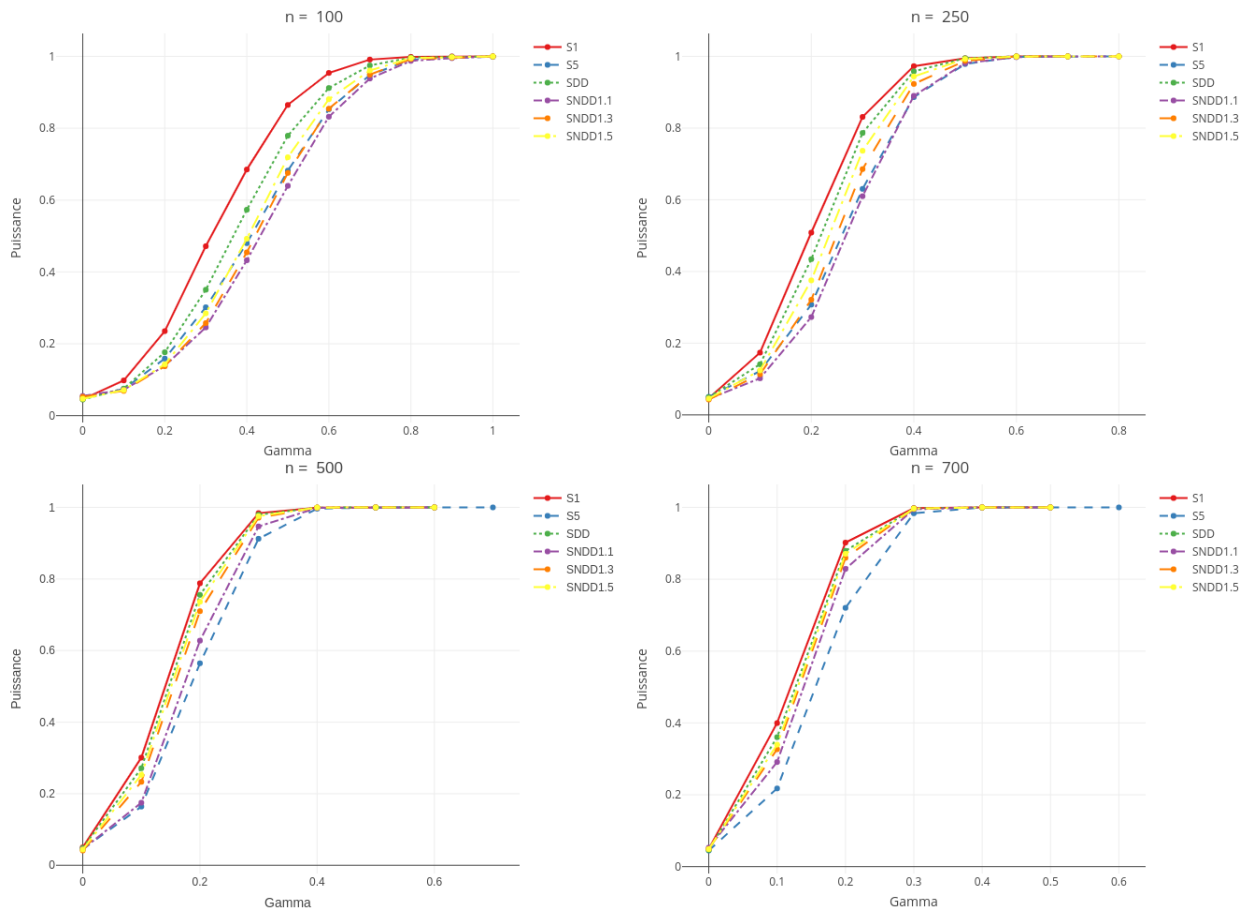 n = 100
1
0.8
0.6
0.4
0.2
0
Puissance
0
0.2
0.4
0.6
0.8
1
Gamma
S1
S5
SDD
SNDD1.1
SNDD1.3
SNDD1.5
n = 250
1
0.8
0.6
0.4
0.2
0
Puissance
0
0.2
0.4
0.6
0.8
Gamma
S1
S5
SDD
SNDD1.1
SNDD1.3
SNDD1.5
n = 500
1
0.8
0.6
0.4
0.2
0
Puissance
0
0.2
0.4
0.6
Gamma
S1
S5
SDD
SNDD1.1
SNDD1.3
SNDD1.5
n = 700
1
0.8
0.6
0.4
0.2
0
Puissance
0
0.1
0.2
0.3
0.4
0.5
0.6
Gamma
S1
S5
SDD
SNDD1.1
SNDD1.3
SNDD1.5